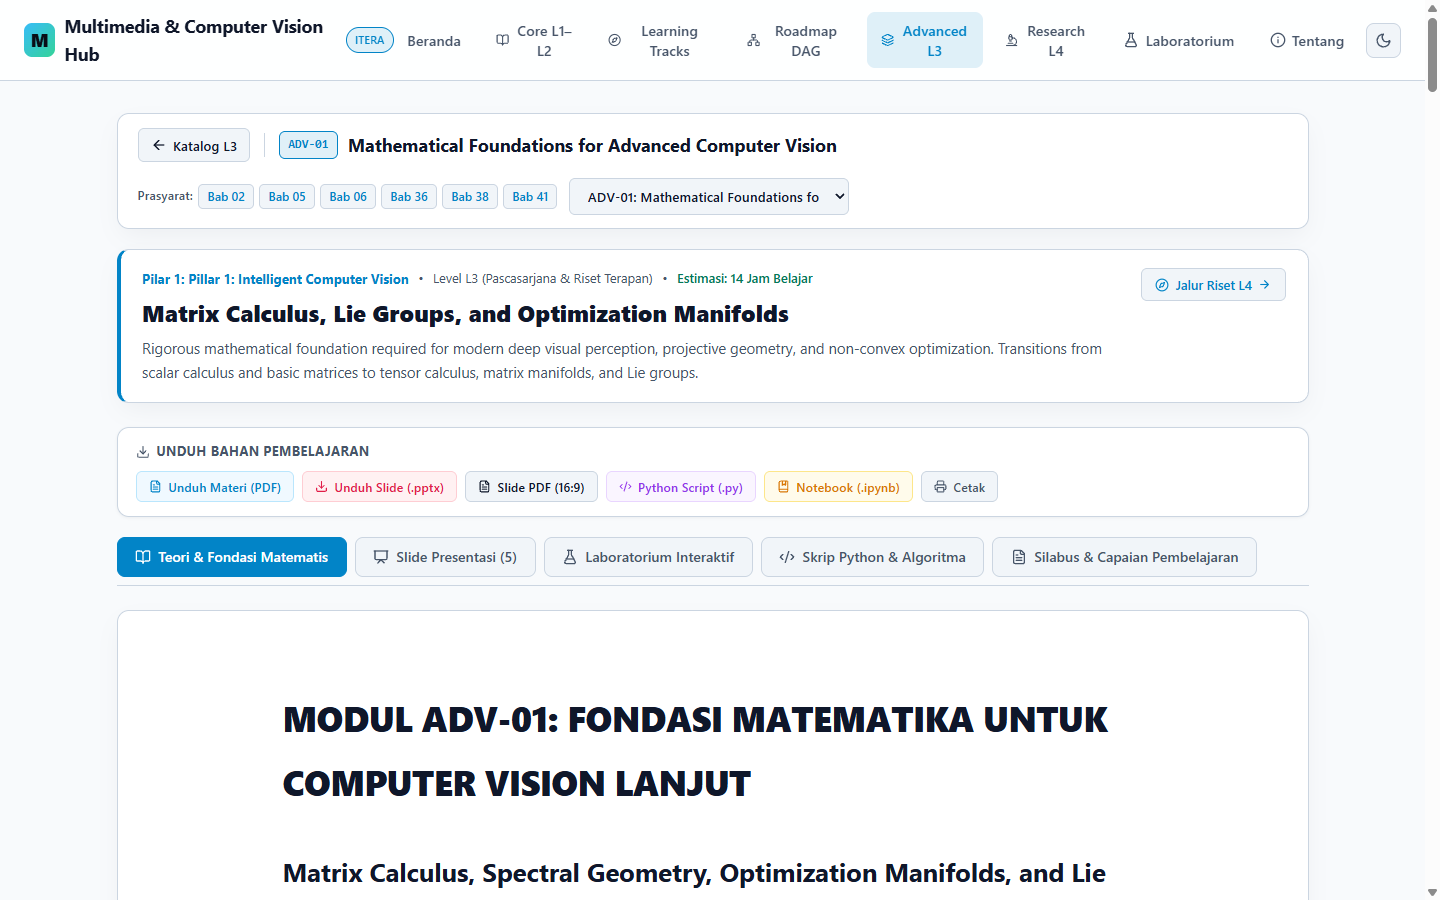 M Multimedia & Computer Vision Hub
ITERA
Beranda
Core L1–L2
Learning Tracks
Roadmap DAG
Advanced L3
Research L4
Laboratorium
Tentang
← Katalog L3
ADV-01
Mathematical Foundations for Advanced Computer Vision
Prasyarat: Bab 02 Bab 05 Bab 06 Bab 36 Bab 38 Bab 41 ADV-01: Mathematical Foundations fo
Pilar 1: Pillar 1: Intelligent Computer Vision • Level L3 (Pascasarjana & Riset Terapan) • Estimasi: 14 Jam Belajar
Jalur Riset L4 →
Matrix Calculus, Lie Groups, and Optimization Manifolds
Rigorous mathematical foundation required for modern deep visual perception, projective geometry, and non-convex optimization. Transitions from
scalar calculus and basic matrices to tensor calculus, matrix manifolds, and Lie groups.
UNDUH BAHAN PEMBELAJARAN
Unduh Materi (PDF) Unduh Slide (.pptx) Slide PDF (16:9) Python Script (.py) Notebook (.ipynb) Cetak
Teori & Fondasi Matematis Slide Presentasi (5) Laboratorium Interaktif Skrip Python & Algoritma Silabus & Capaian Pembelajaran
MODUL ADV-01: FONDASI MATEMATIKA UNTUK
COMPUTER VISION LANJUT
Matrix Calculus, Spectral Geometry, Optimization Manifolds, and Lie